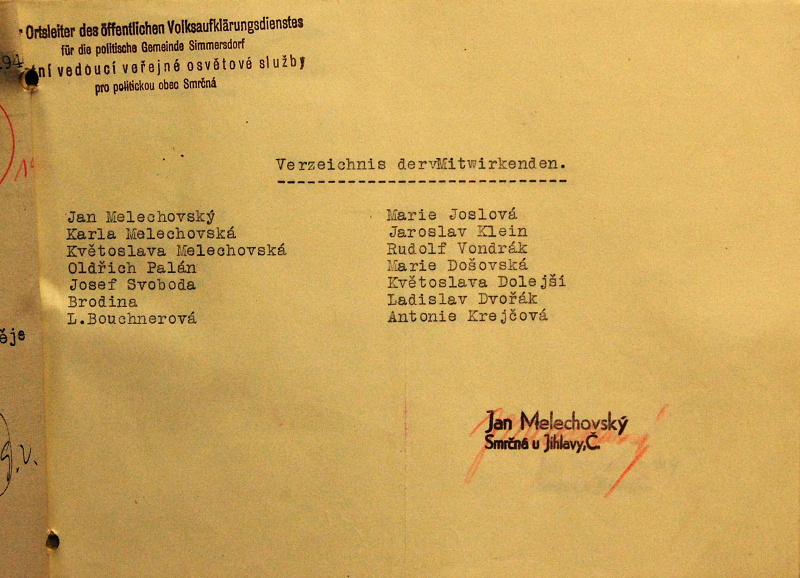 Ortsleiter des öffentlichen Volksaufklärungsdienstes
für die politische Gemeinde Simmersdorf
vedoucí veřejné osvětové služby
pro politickou obec Smrčná
Verzeichnis dervMitwirkenden.
Jan Melechovský
Karla Melechovská
Květoslava Melechovská
Oldřich Palán
Josef Svoboda
Brodina
L.Bouchnerová
Marie Joslová
Jaroslav Klein
Rudolf Vondrák
Marie Došovská
Květoslava Dolejší
Ladislav Dvořák
Antonie Krejčová
Jan Melechovský
Smrčná u Jihlavy,Č.